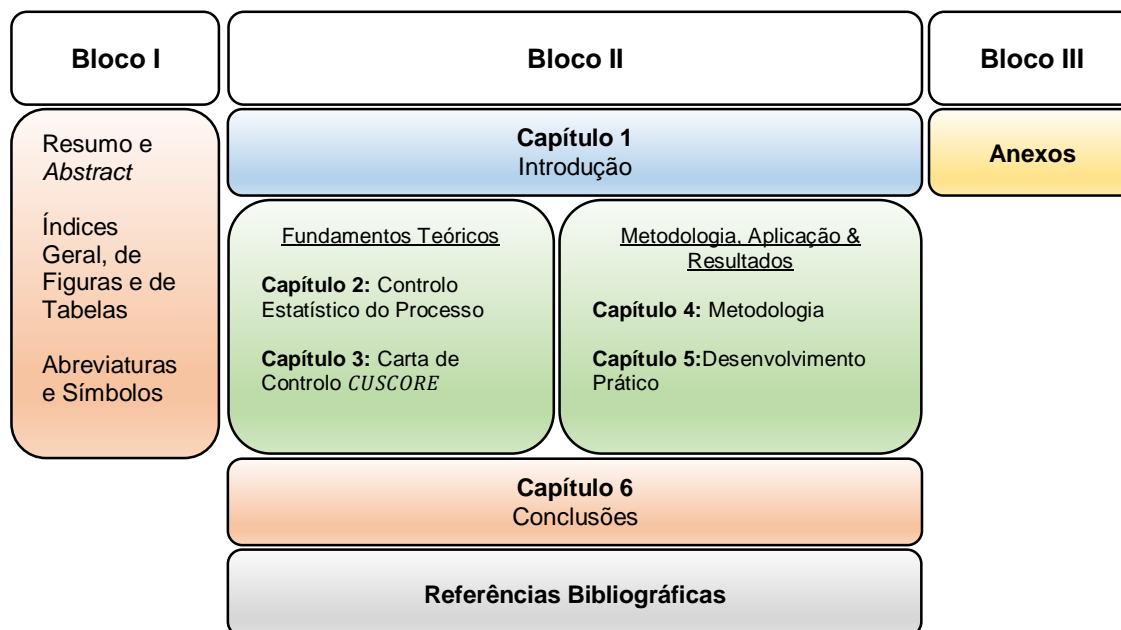 Bloco I
Bloco II
Bloco III
Resumo e
Abstract
Índices
Geral, de
Figuras e de
Tabelas
Abreviaturas
e Símbolos
Capítulo 1
Introdução
Fundamentos Teóricos
Capítulo 2: Controlo
Estatístico do Processo
Capítulo 3: Carta de
Controlo CUSCORE
Metodologia, Aplicação &
Resultados
Capítulo 4: Metodologia
Capítulo 5:Desenvolvimento
Prático
Capítulo 6
Conclusões
Referências Bibliográficas
Anexos